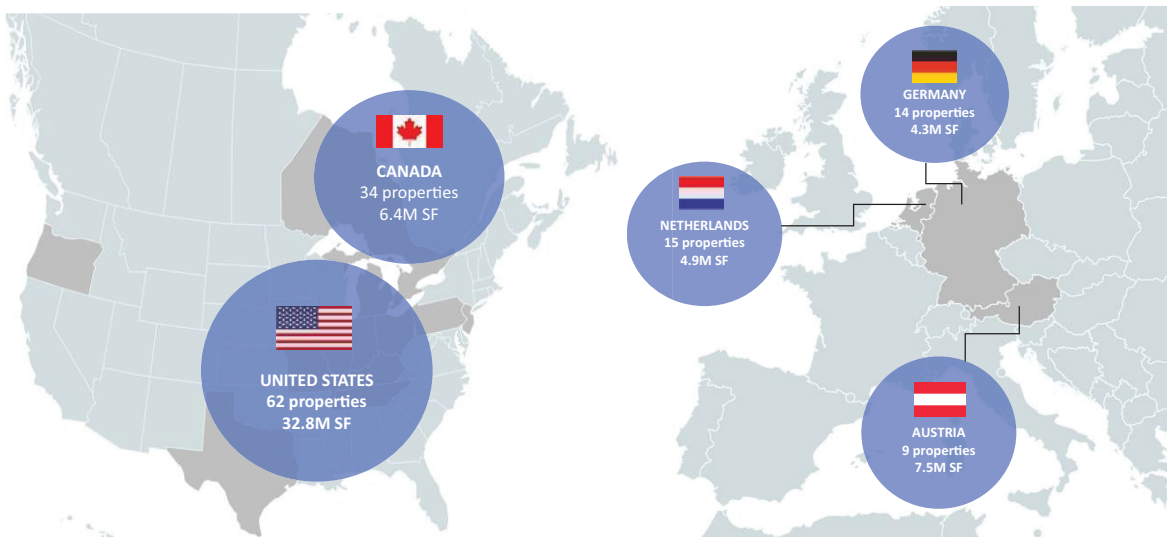 CANADA
34 properties
6.4M SF
UNITED STATES
62 properties
32.8M SF
GERMANY
14 properties
4.3M SF
NETHERLANDS
15 properties
4.9M SF
AUSTRIA
9 properties
7.5M SF